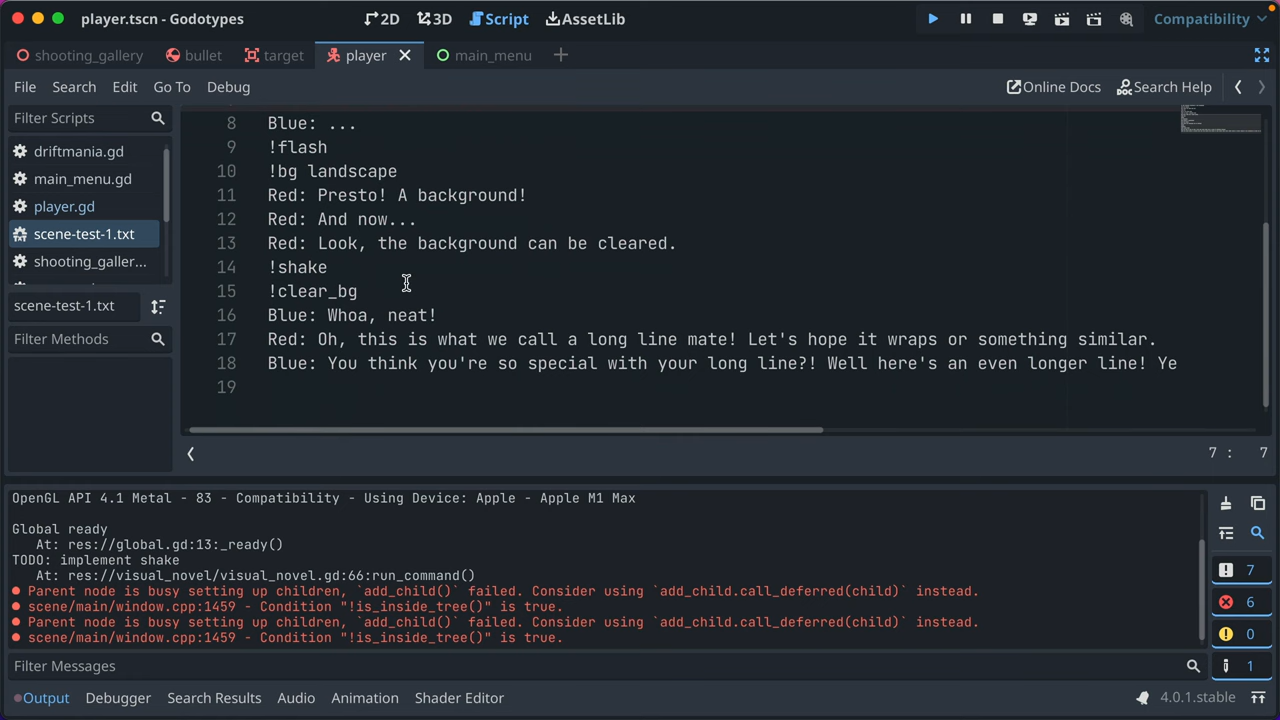 player.tscn - Godotypes
2D 3D Script AssetLib
Compatibility
shooting_gallery bullet target player main_menu
File Search Edit Go To Debug
Online Docs Search Help
Filter Scripts
driftmania.gd
main_menu.gd
player.gd
scene-test-1.txt
shooting_galler...
scene-test-1.txt
Filter Methods
8 Blue: ...
9 !flash
10 !bg landscape
11 Red: Presto! A background!
12 Red: And now...
13 Red: Look, the background can be cleared.
14 !shake
15 !clear_bg
16 Blue: Whoa, neat!
17 Red: Oh, this is what we call a long line mate! Let's hope it wraps or something similar.
18 Blue: You think you're so special with your long line?! Well here's an even longer line! Ye
19
7 : 7
OpenGL API 4.1 Metal - 83 - Compatibility - Using Device: Apple - Apple M1 Max
Global ready
At: res://global.gd:13:_ready()
TODO: implement shake
At: res://visual_novel/visual_novel.gd:66:run_command()
Parent node is busy setting up children, `add_child()` failed. Consider using `add_child.call_deferred(child)` instead.
scene/main/window.cpp:1459 - Condition "!is_inside_tree()" is true.
Parent node is busy setting up children, `add_child()` failed. Consider using `add_child.call_deferred(child)` instead.
scene/main/window.cpp:1459 - Condition "!is_inside_tree()" is true.
7
6
0
1
Filter Messages
Output Debugger Search Results Audio Animation Shader Editor
4.0.1.stable